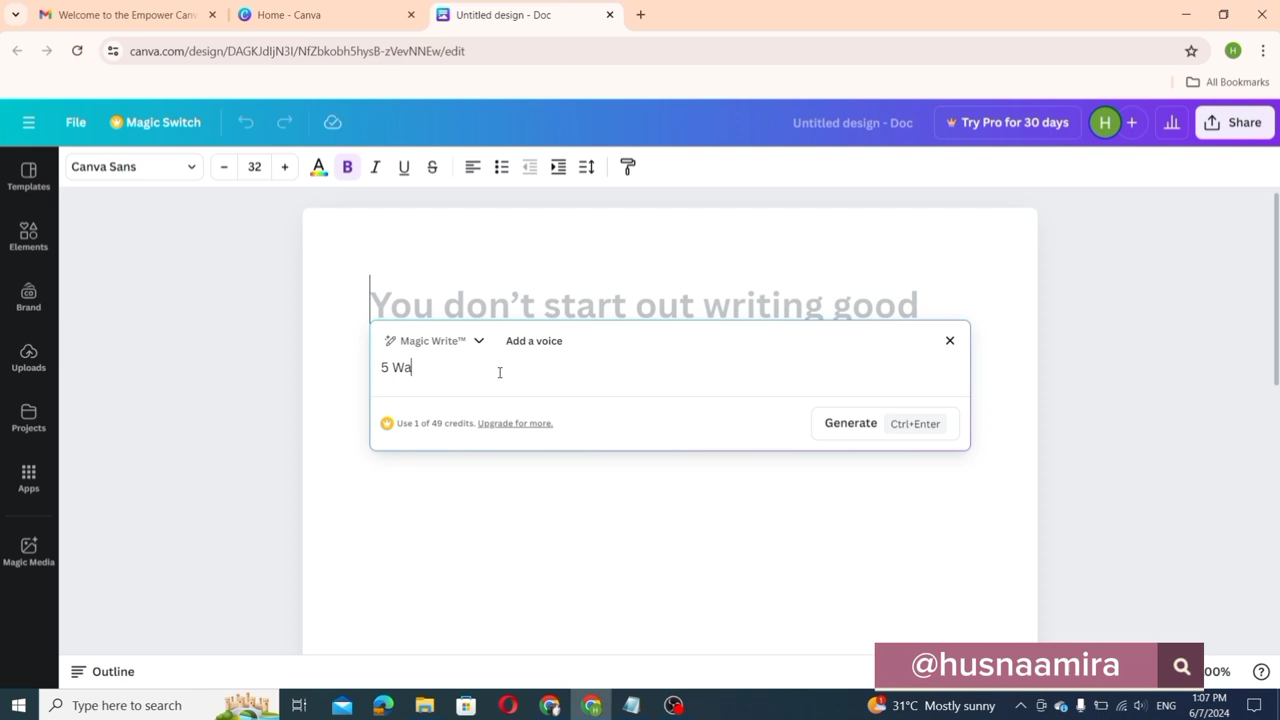 Welcome to the Empower Can
Home - Canva
Untitled design - Doc
canva.com/design/DAGKJdIjN3I/NfZbkobh5hysB-zVevNNEw/edit
H
All Bookmarks
File
Magic Switch
Untitled design - Doc
Try Pro for 30 days
H
Share
Canva Sans
32
A
B
I
U
S
Templates
Elements
Brand
Uploads
Projects
Apps
Magic Media
You don't start out writing good
Magic Write™
Add a voice
5 Wa
Use 1 of 49 credits. Upgrade for more.
Generate
Ctrl+Enter
Outline
@husnaamira
00%
Type here to search
31°C Mostly sunny
ENG
1:07 PM
6/7/2024